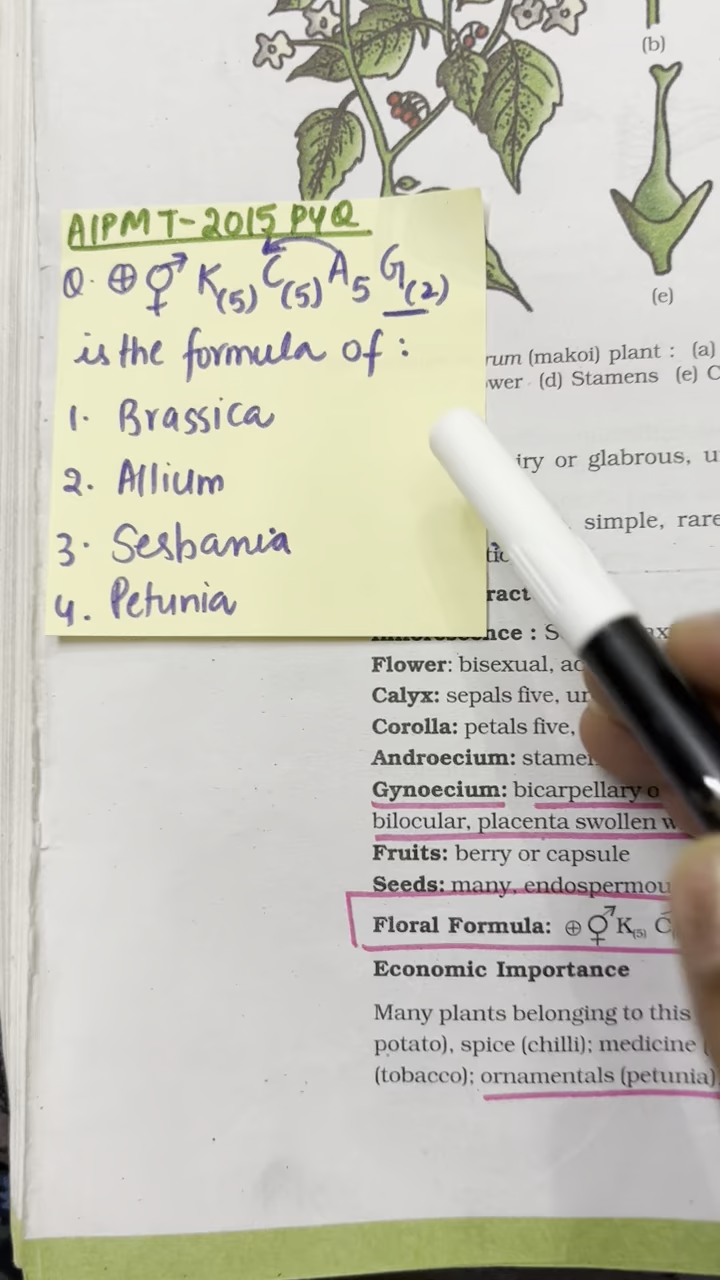 (b)
(e)
AIPMT-2015 PYQ
Q. ⊕ ⚥ K(5) C(5) A5 G(2)
is the formula of :
1. Brassica
2. Allium
3. Sesbania
4. Petunia
rum (makoi) plant : (a)
wer (d) Stamens (e) C
iry or glabrous, u
simple, rare
Flower: bisexual, ac
Calyx: sepals five, un
Corolla: petals five,
Androecium: stamen
Gynoecium: bicarpellary o
bilocular, placenta swollen w
Fruits: berry or capsule
Seeds: many, endospermou
Floral Formula: ⊕ ⚥ K(5) C
Economic Importance
Many plants belonging to this
potato), spice (chilli); medicine
(tobacco); ornamentals (petunia)